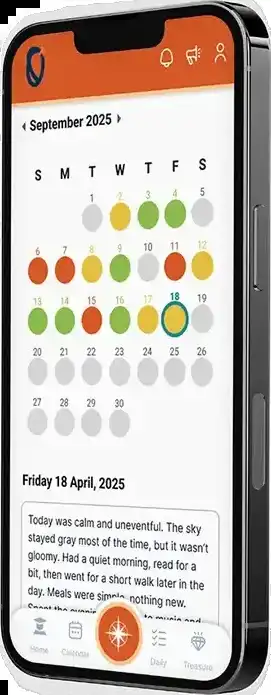 September 2025
S M T W T F S
1 2 3 4 5
6 7 8 9 10 11 12
13 14 15 16 17 18 19
20 21 22 23 24 25 26
27 28 29 30
Friday 18 April, 2025
Today was calm and uneventful. The sky
stayed gray most of the time, but it wasn't
gloomy. Had a quiet morning, read for a
bit, then went for a short walk later in the
day. Meals were simple, nothing new.
Spent the evening to music and
Home Calendar Daily Treasure